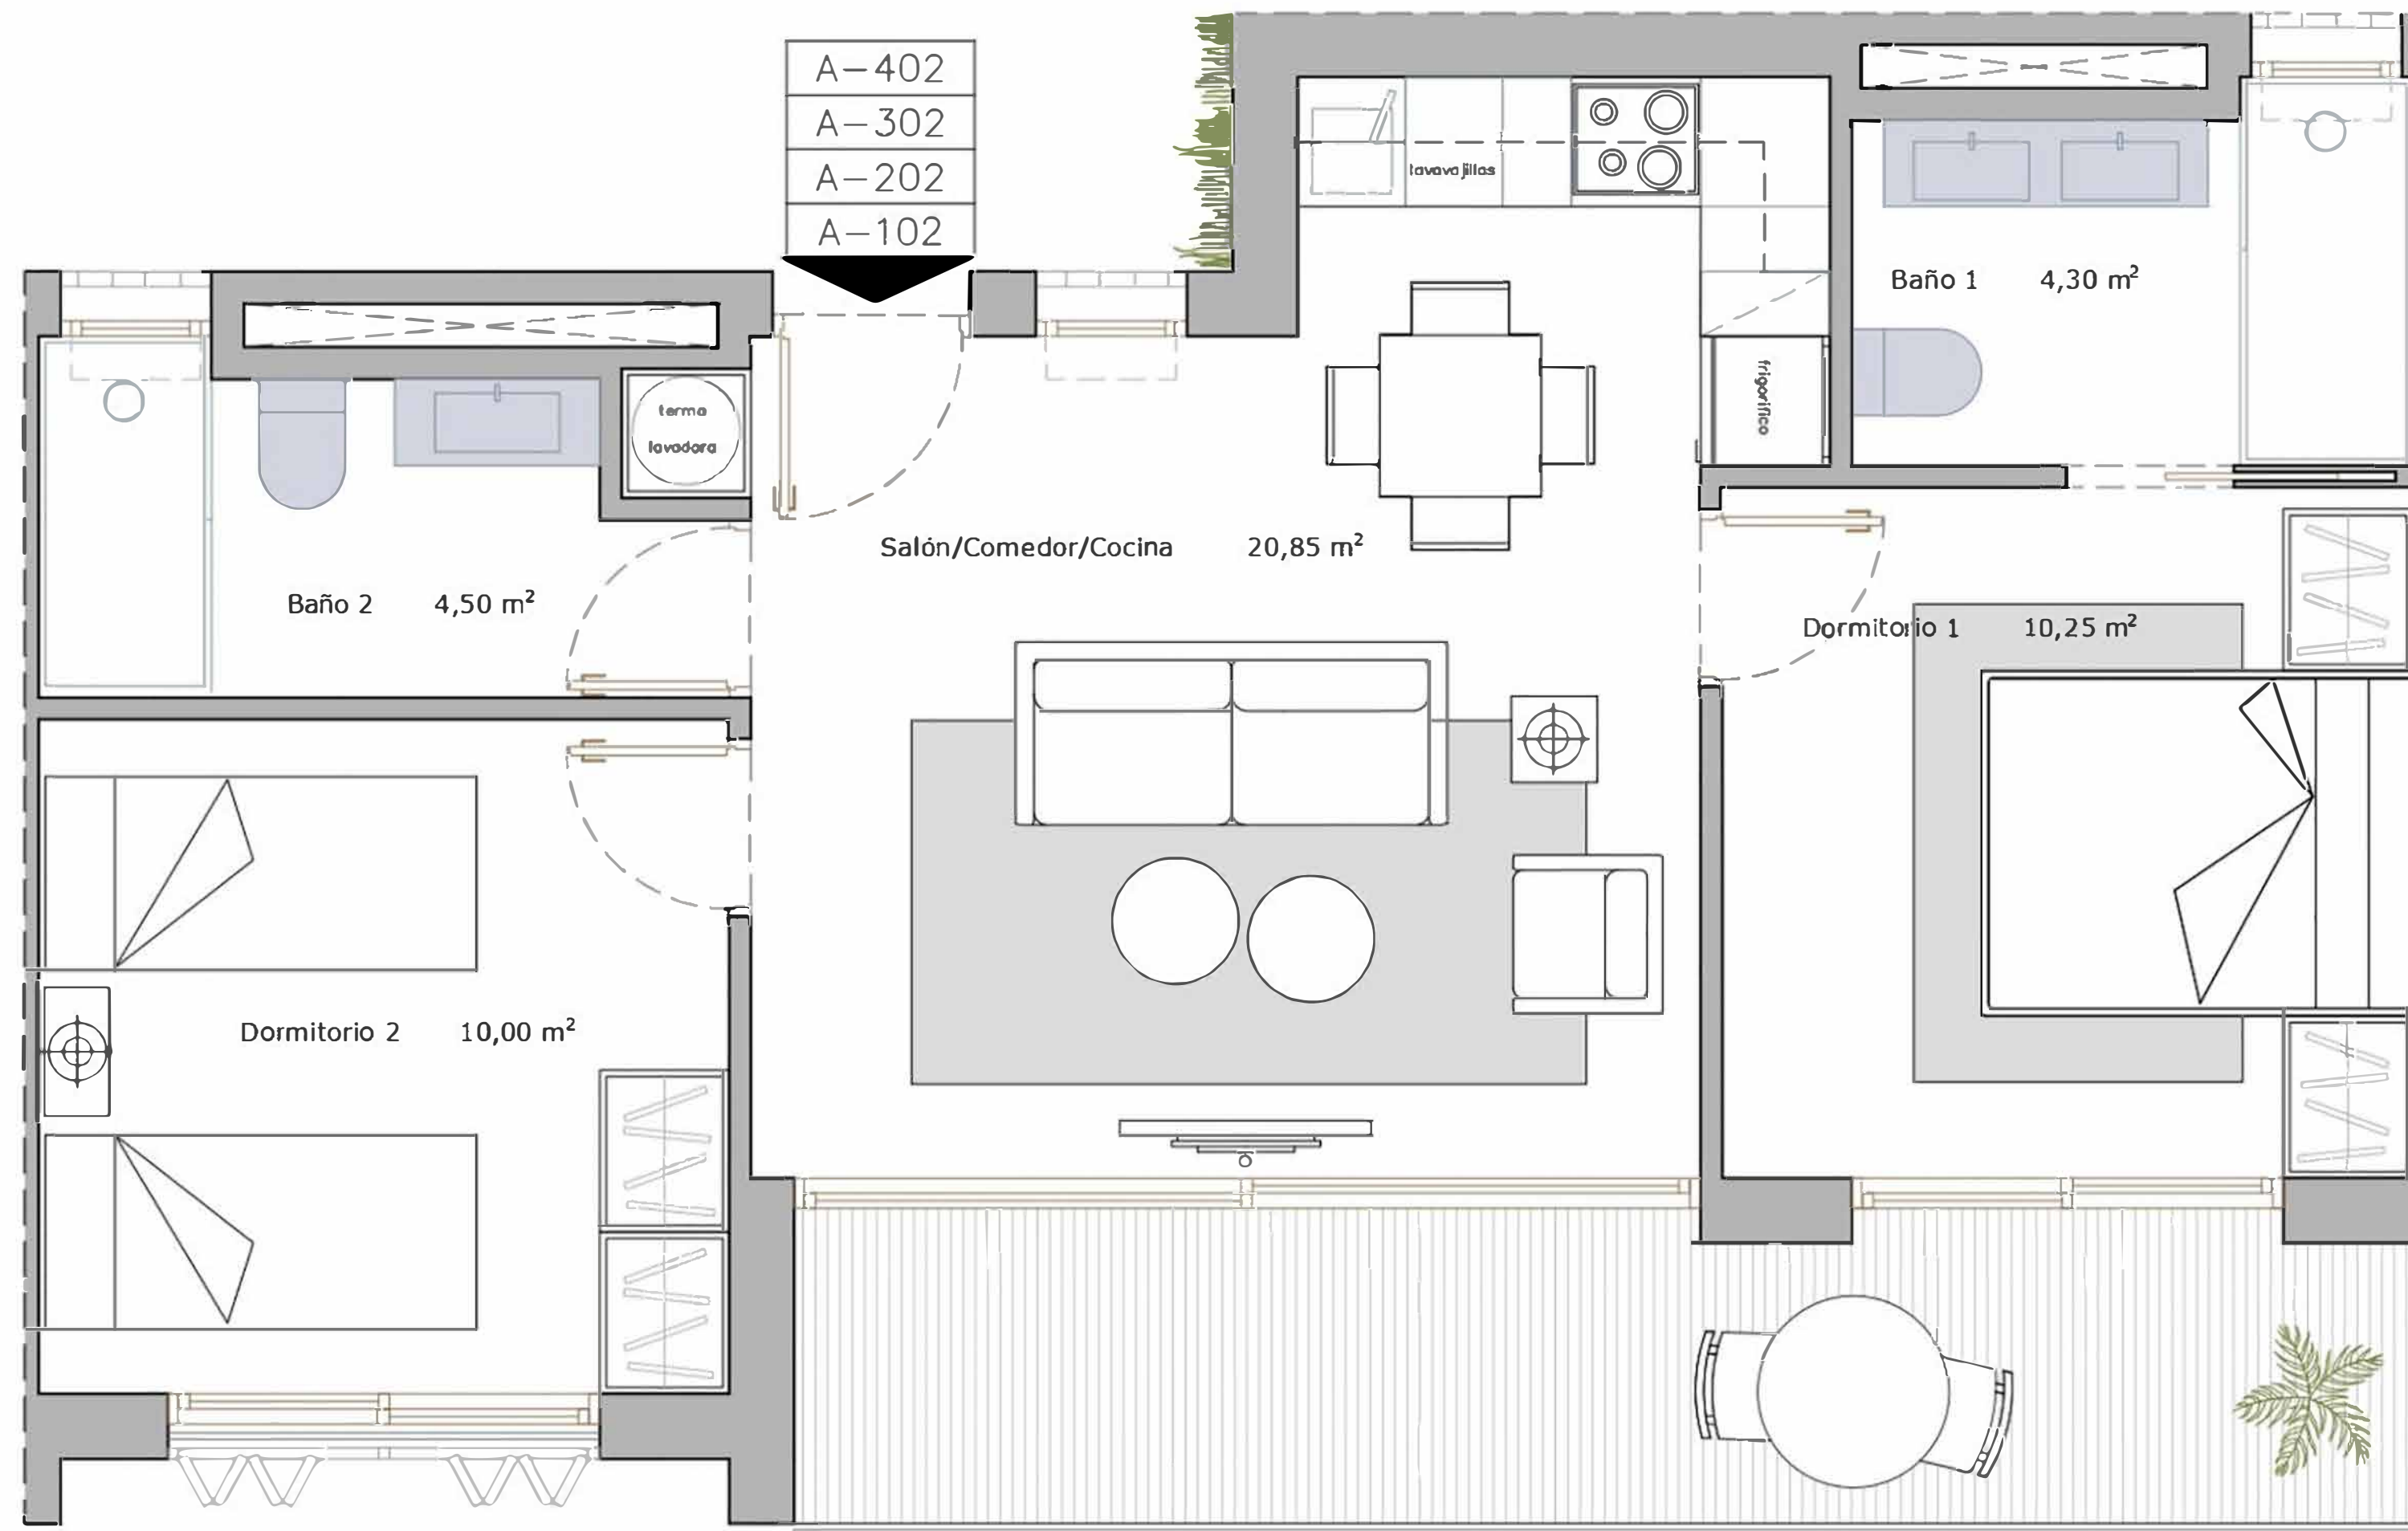 A-402
A-302
A-202
A-102
lavavajillas
Baño 1 4,30 m²
frigorífico
terma
lavadora
Salón/Comedor/Cocina 20,85 m²
Baño 2 4,50 m²
Dormitorio 1 10,25 m²
Dormitorio 2 10,00 m²